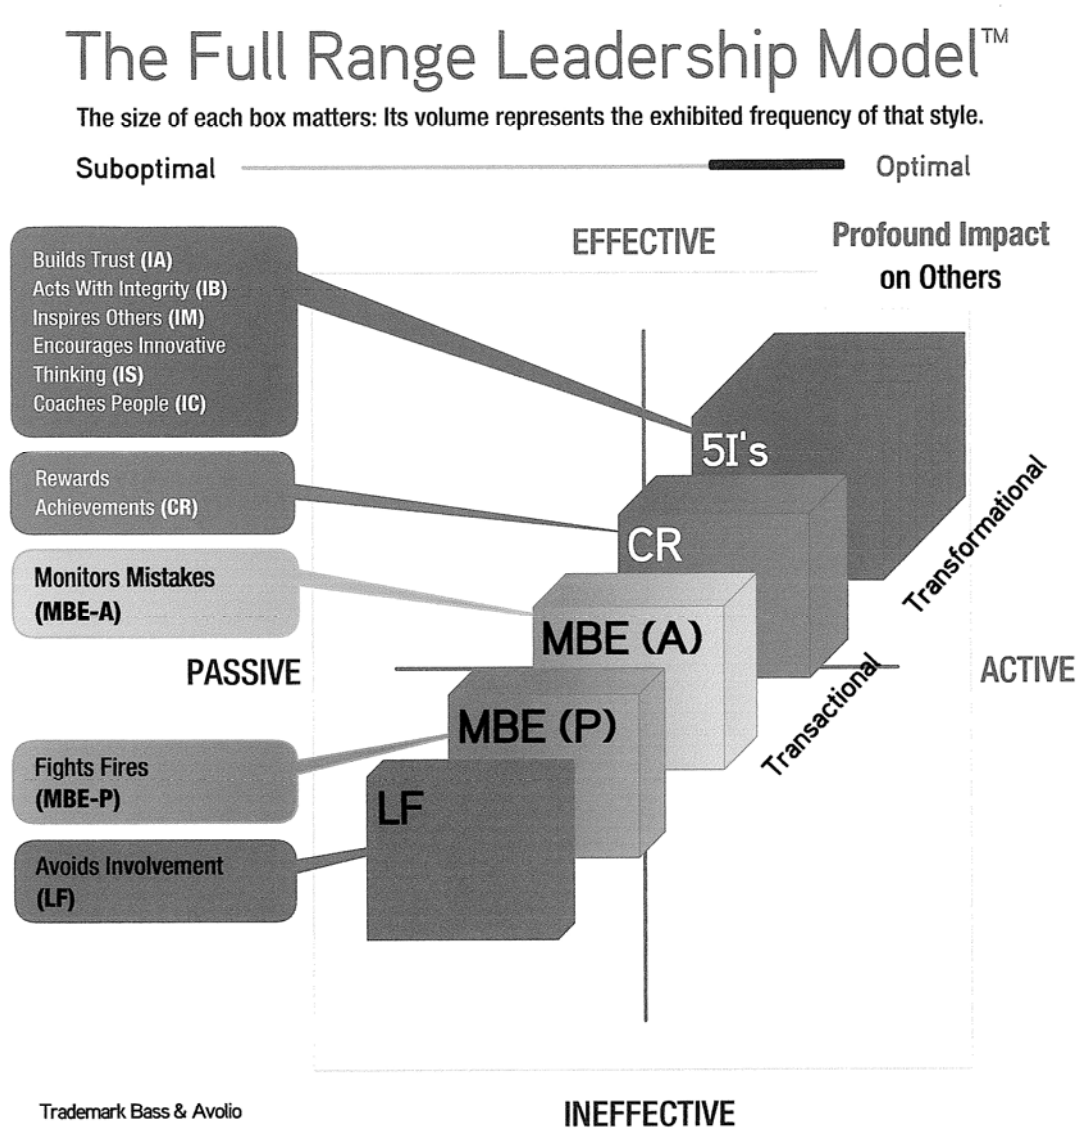 The Full Range Leadership Model™
The size of each box matters: Its volume represents the exhibited frequency of that style.
Suboptimal
Optimal
EFFECTIVE
Profound Impact
on Others
Builds Trust (IA)
Acts With Integrity (IB)
Inspires Others (IM)
Encourages Innovative
Thinking (IS)
Coaches People (IC)
5I's
Rewards
Achievements (CR)
CR
Transformational
Monitors Mistakes
(MBE-A)
MBE (A)
PASSIVE
ACTIVE
Transactional
MBE (P)
Fights Fires
(MBE-P)
LF
Avoids Involvement
(LF)
Trademark Bass & Avolio
INEFFECTIVE